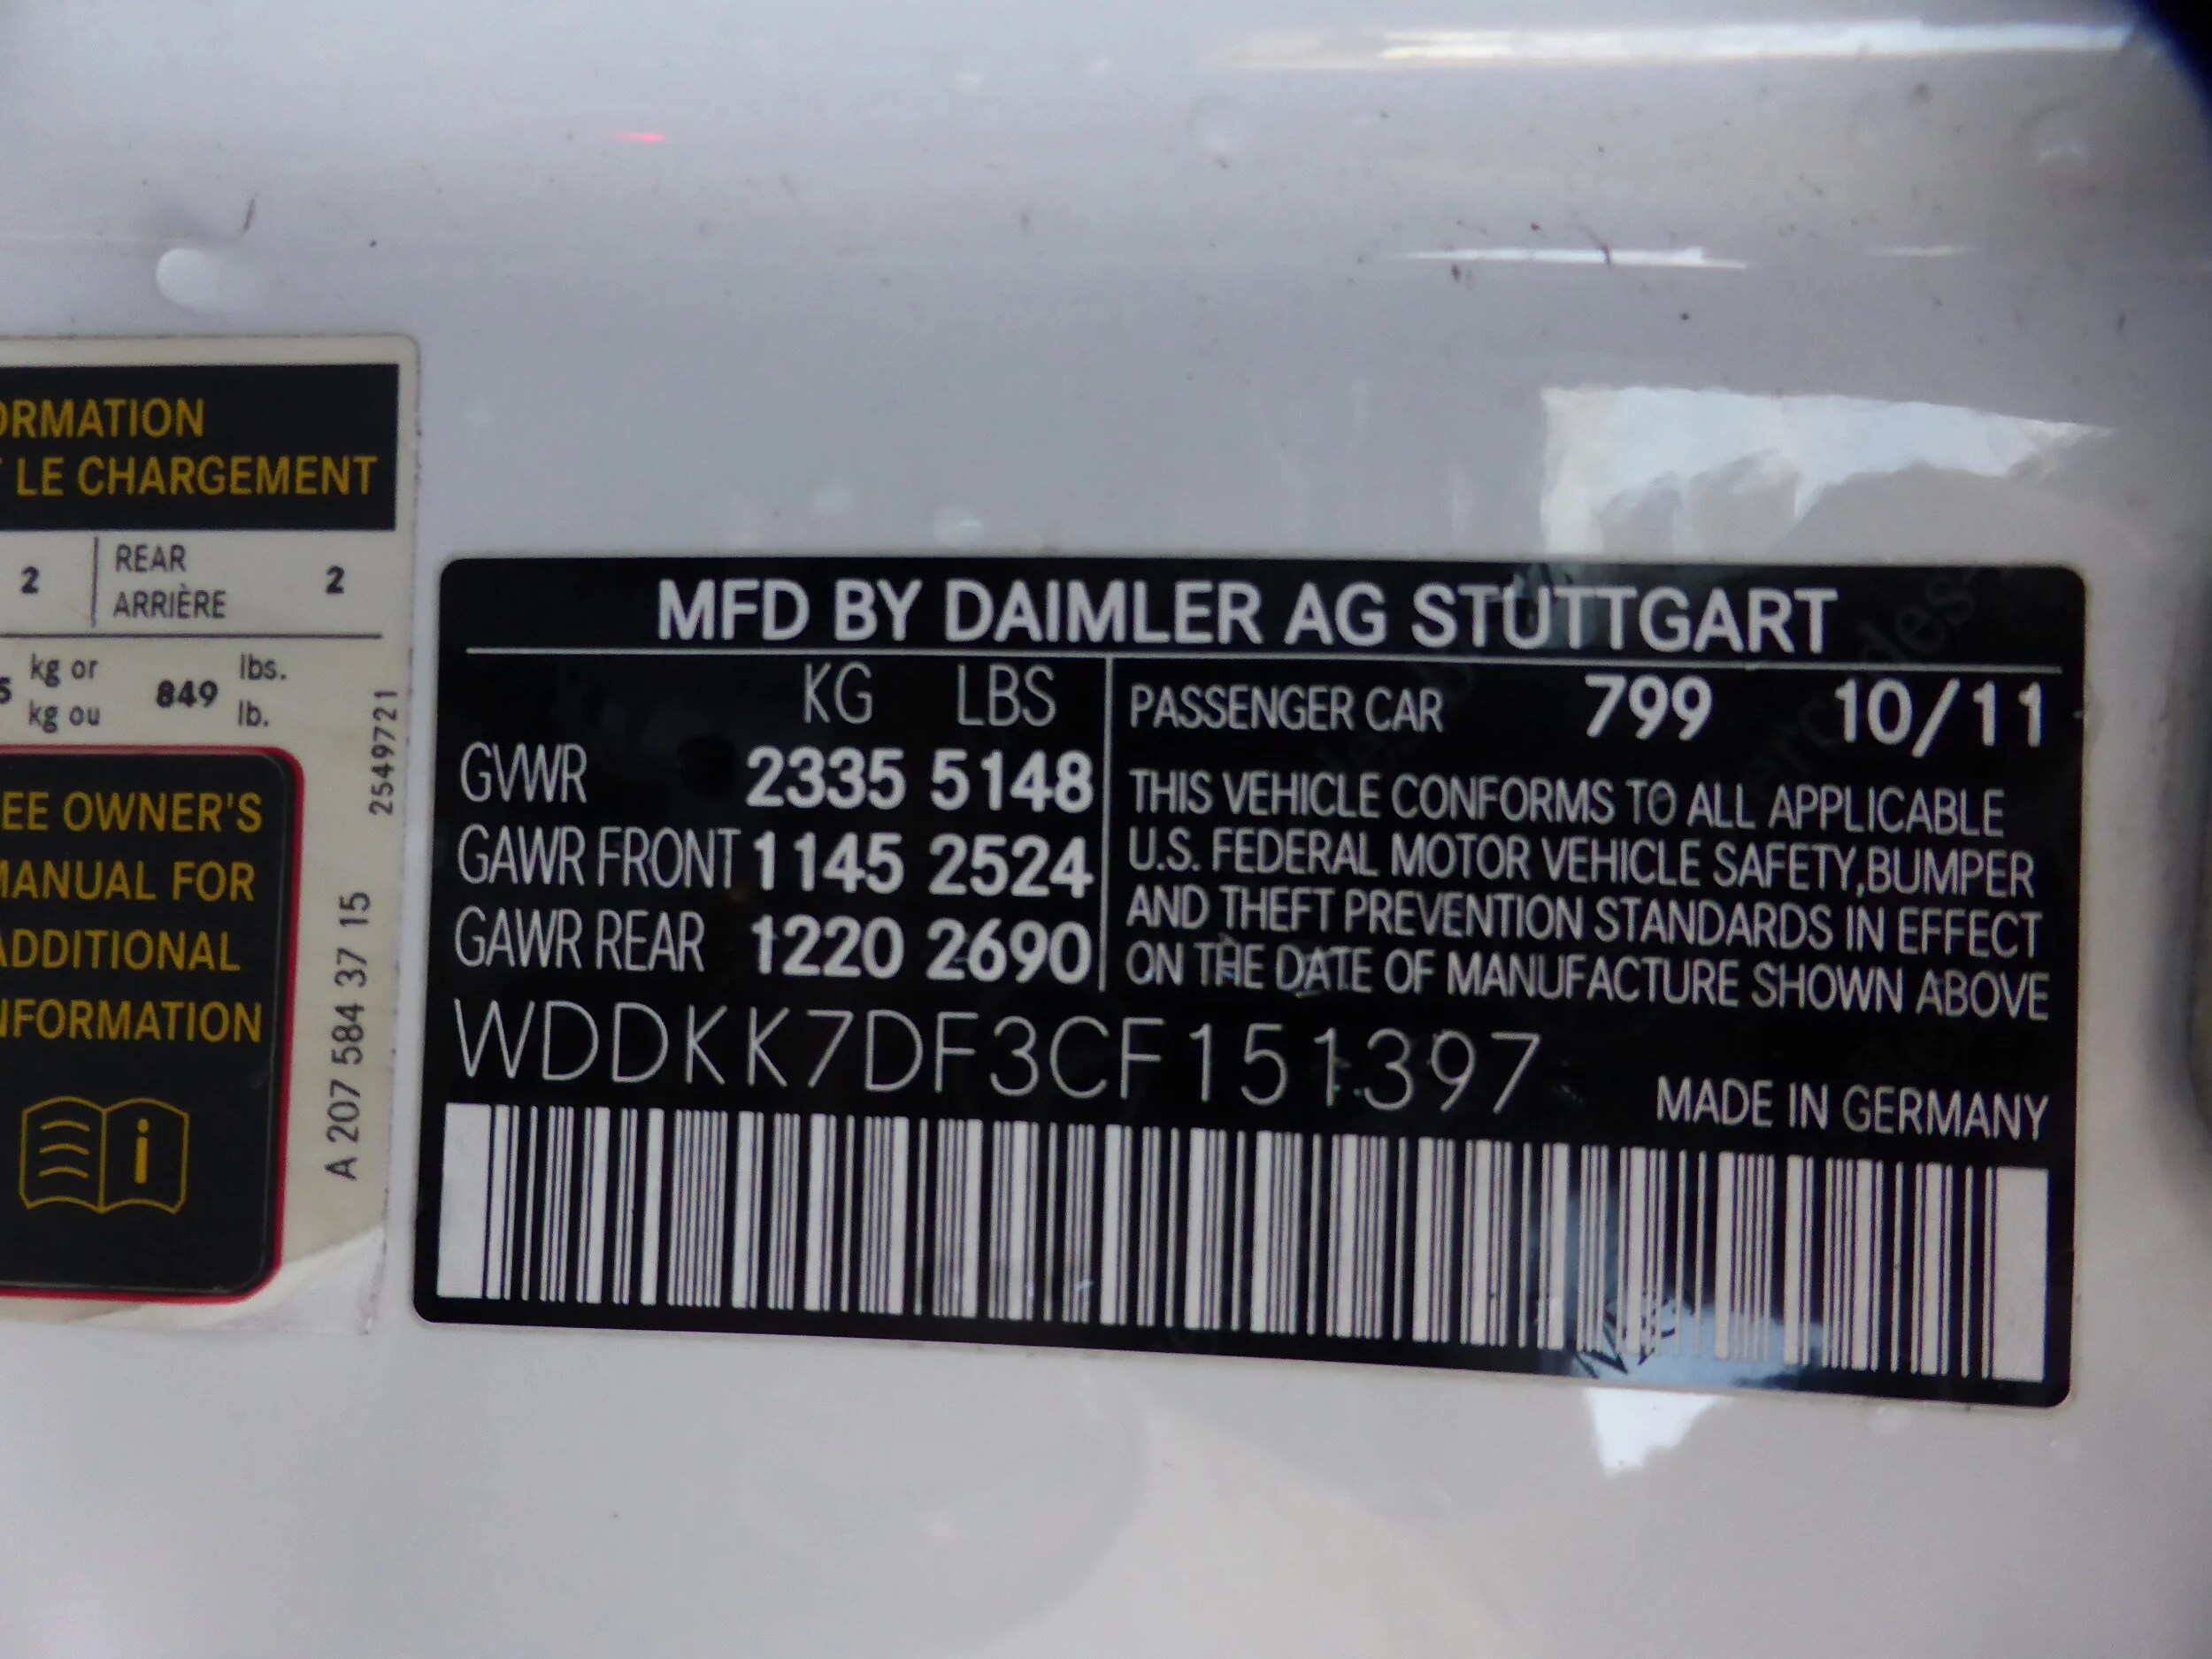 ORMATION
LE CHARGEMENT
2 REAR 2
ARRIÈRE
kg or 849 lbs.
kg ou lb.
2549721
A 207 584 37 15
EE OWNER'S
MANUAL FOR
ADDITIONAL
NFORMATION
i
MFD BY DAIMLER AG STUTTGART
KG LBS
GVWR 2335 5148
GAWR FRONT 1145 2524
GAWR REAR 1220 2690
PASSENGER CAR 799 10/11
THIS VEHICLE CONFORMS TO ALL APPLICABLE
U.S. FEDERAL MOTOR VEHICLE SAFETY,BUMPER
AND THEFT PREVENTION STANDARDS IN EFFECT
ON THE DATE OF MANUFACTURE SHOWN ABOVE
WDDKK7DF3CF151397
MADE IN GERMANY